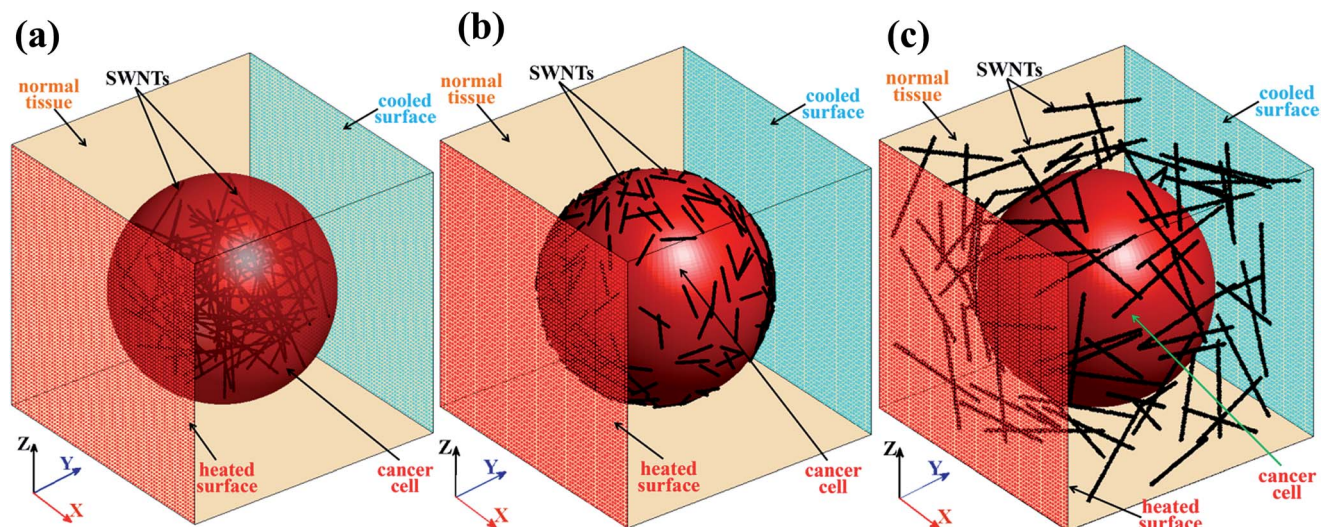 (a)
SWNTs
normal
tissue
cooled
surface
heated
surface
cancer
cell
Z
Y
X
(b)
SWNTs
normal
tissue
cooled
surface
heated
surface
cancer
cell
Z
Y
X
(c)
SWNTs
normal
tissue
cooled
surface
cancer
cell
heated
surface
Z
Y
X